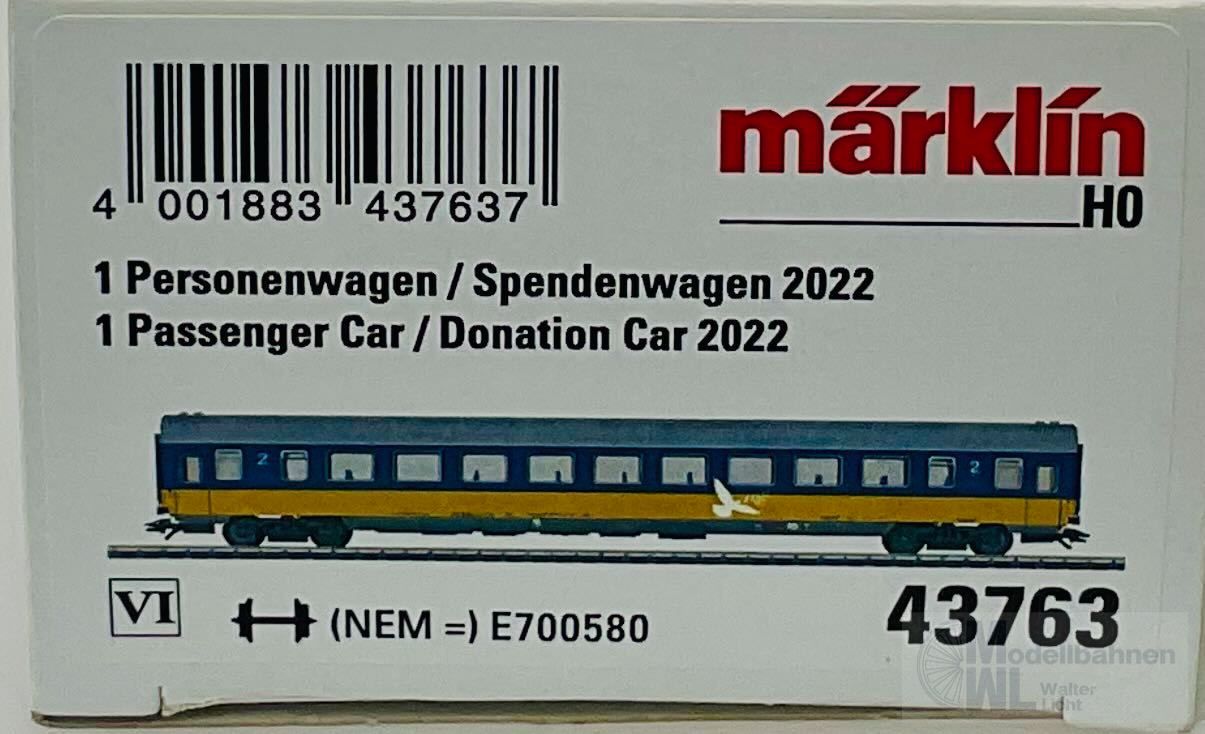 märklin
H0
4 001883 437637
1 Personenwagen / Spendenwagen 2022
1 Passenger Car / Donation Car 2022
2 2
VI (NEM =) E700580
43763
Modellbahnen
WL Walter
Licht